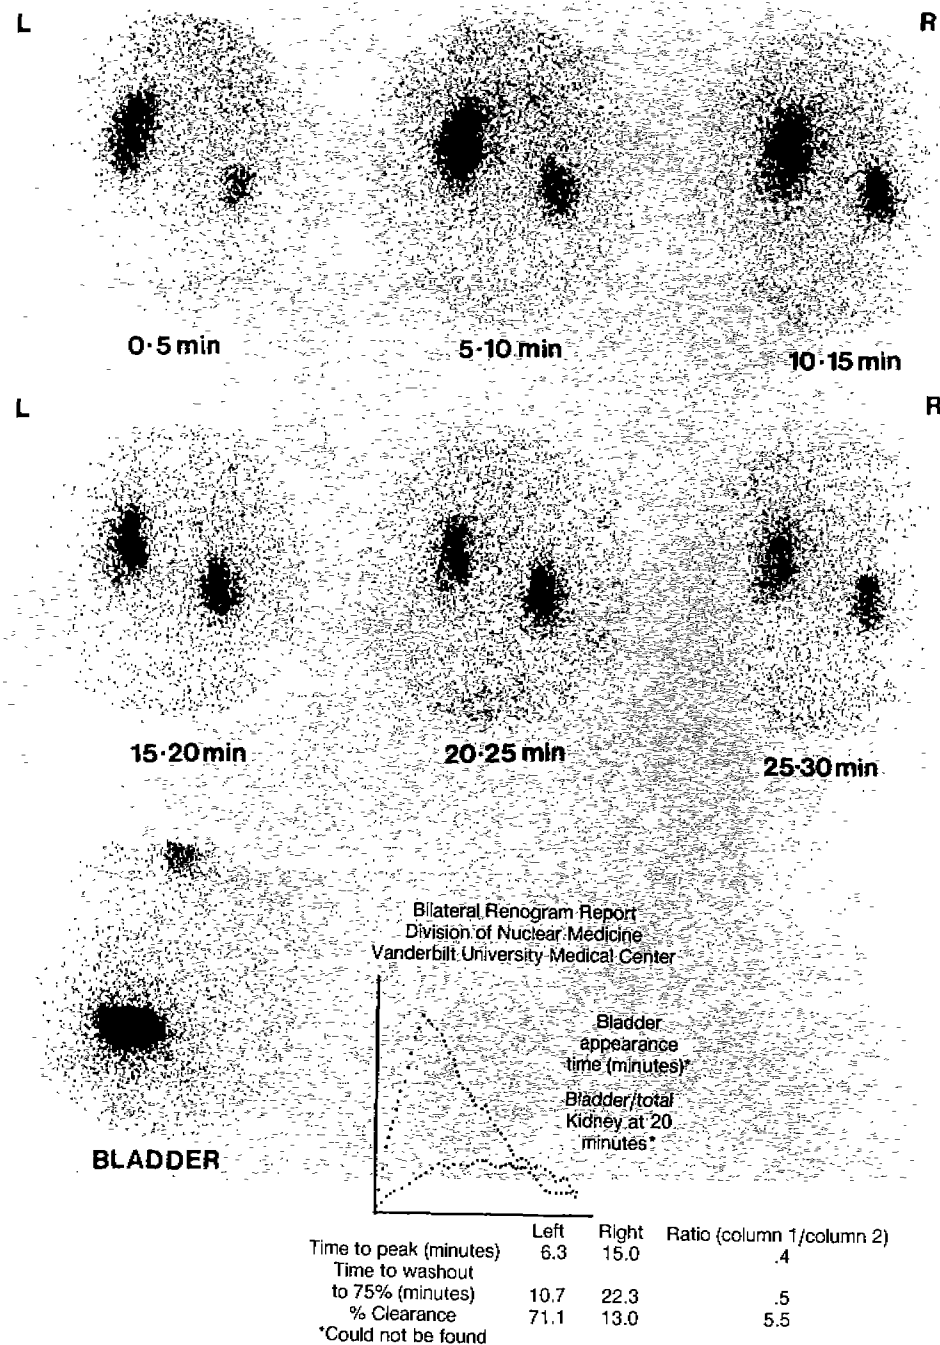 L R
0·5 min 5·10 min 10·15 min
L R
15·20 min 20·25 min 25·30 min
BLADDER
Bilateral Renogram Report
Division of Nuclear Medicine
Vanderbilt University Medical Center
Bladder
appearance
time (minutes)*
Bladder/total
Kidney at 20
minutes*
Left Right Ratio (column 1/column 2)
Time to peak (minutes) 6.3 15.0 .4
Time to washout
to 75% (minutes) 10.7 22.3 .5
% Clearance 71.1 13.0 5.5
*Could not be found